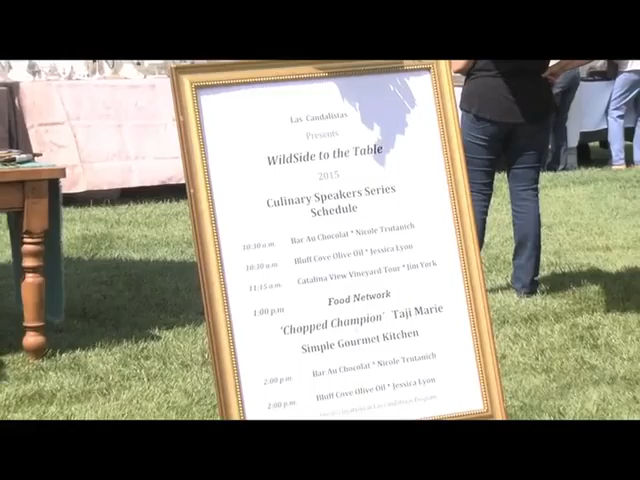 Las Candalistas
Presents
WildSide to the Table
2015
Culinary Speakers Series
Schedule
10:30 a.m. Bar Au Chocolat * Nicole Trutanich
10:30 a.m. Bluff Cove Olive Oil * Jessica Lyon
11:15 a.m. Catalina View Vineyard Tour * Jim York
Food Network
1:00 p.m 'Chopped Champion' Taji Marie
Simple Gourmet Kitchen
2:00 p.m. Bar Au Chocolat * Nicole Trutanich
2:00 p.m. Bluff Cove Olive Oil * Jessica Lyon